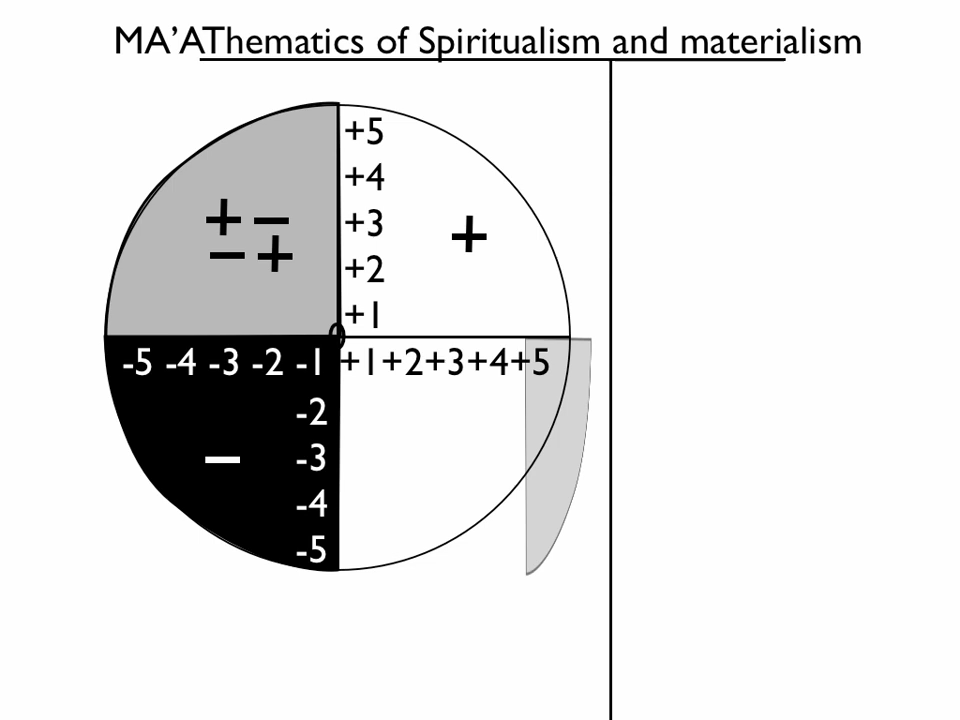 MA’AThematics of Spiritualism and materialism
+5
+4
+ – +3 +
– + +2
+1
0
-5 -4 -3 -2 -1 +1+2+3+4+5
-2
– -3
-4
-5